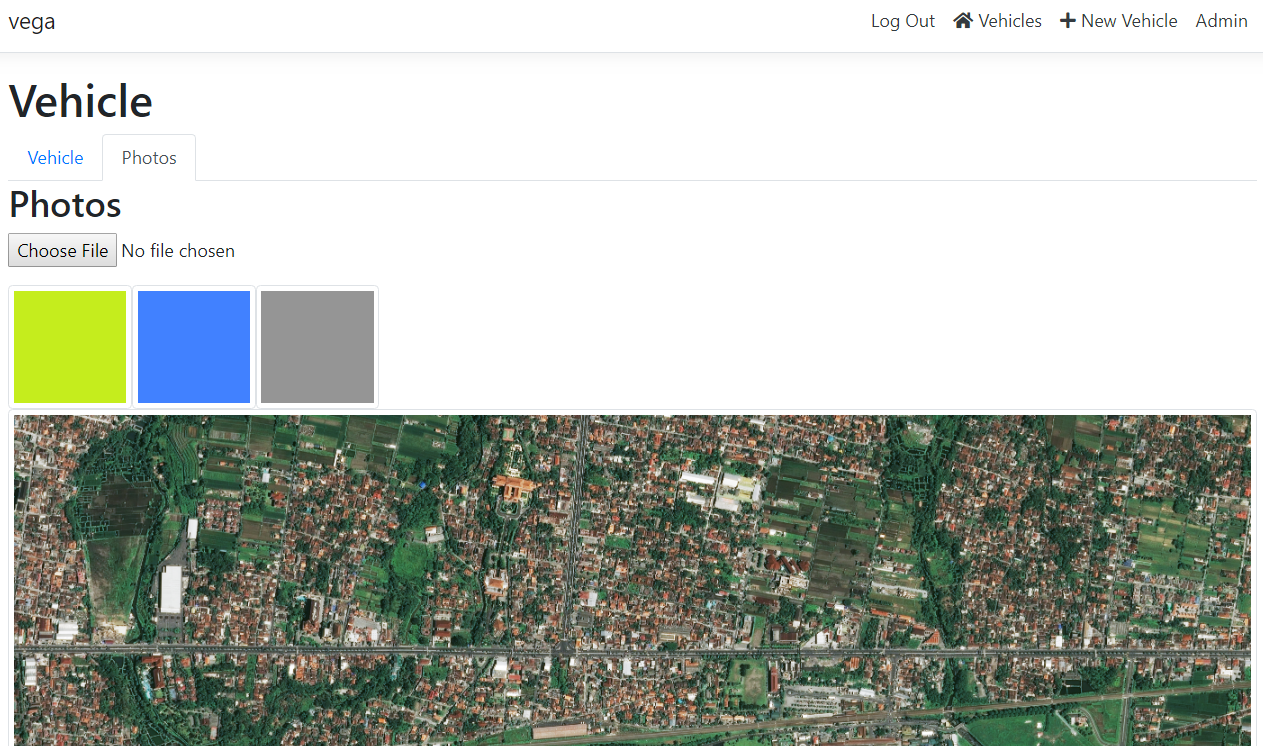 vega
Log Out Vehicles New Vehicle Admin
Vehicle
Vehicle Photos
Photos
Choose File No file chosen